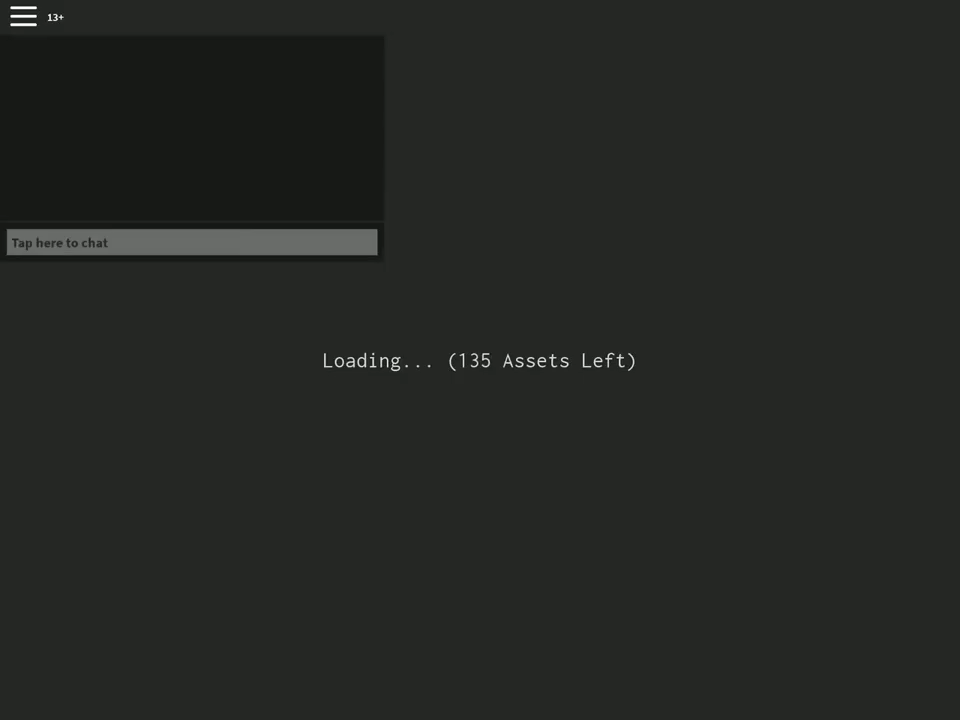 13+
Tap here to chat
Loading... (135 Assets Left)